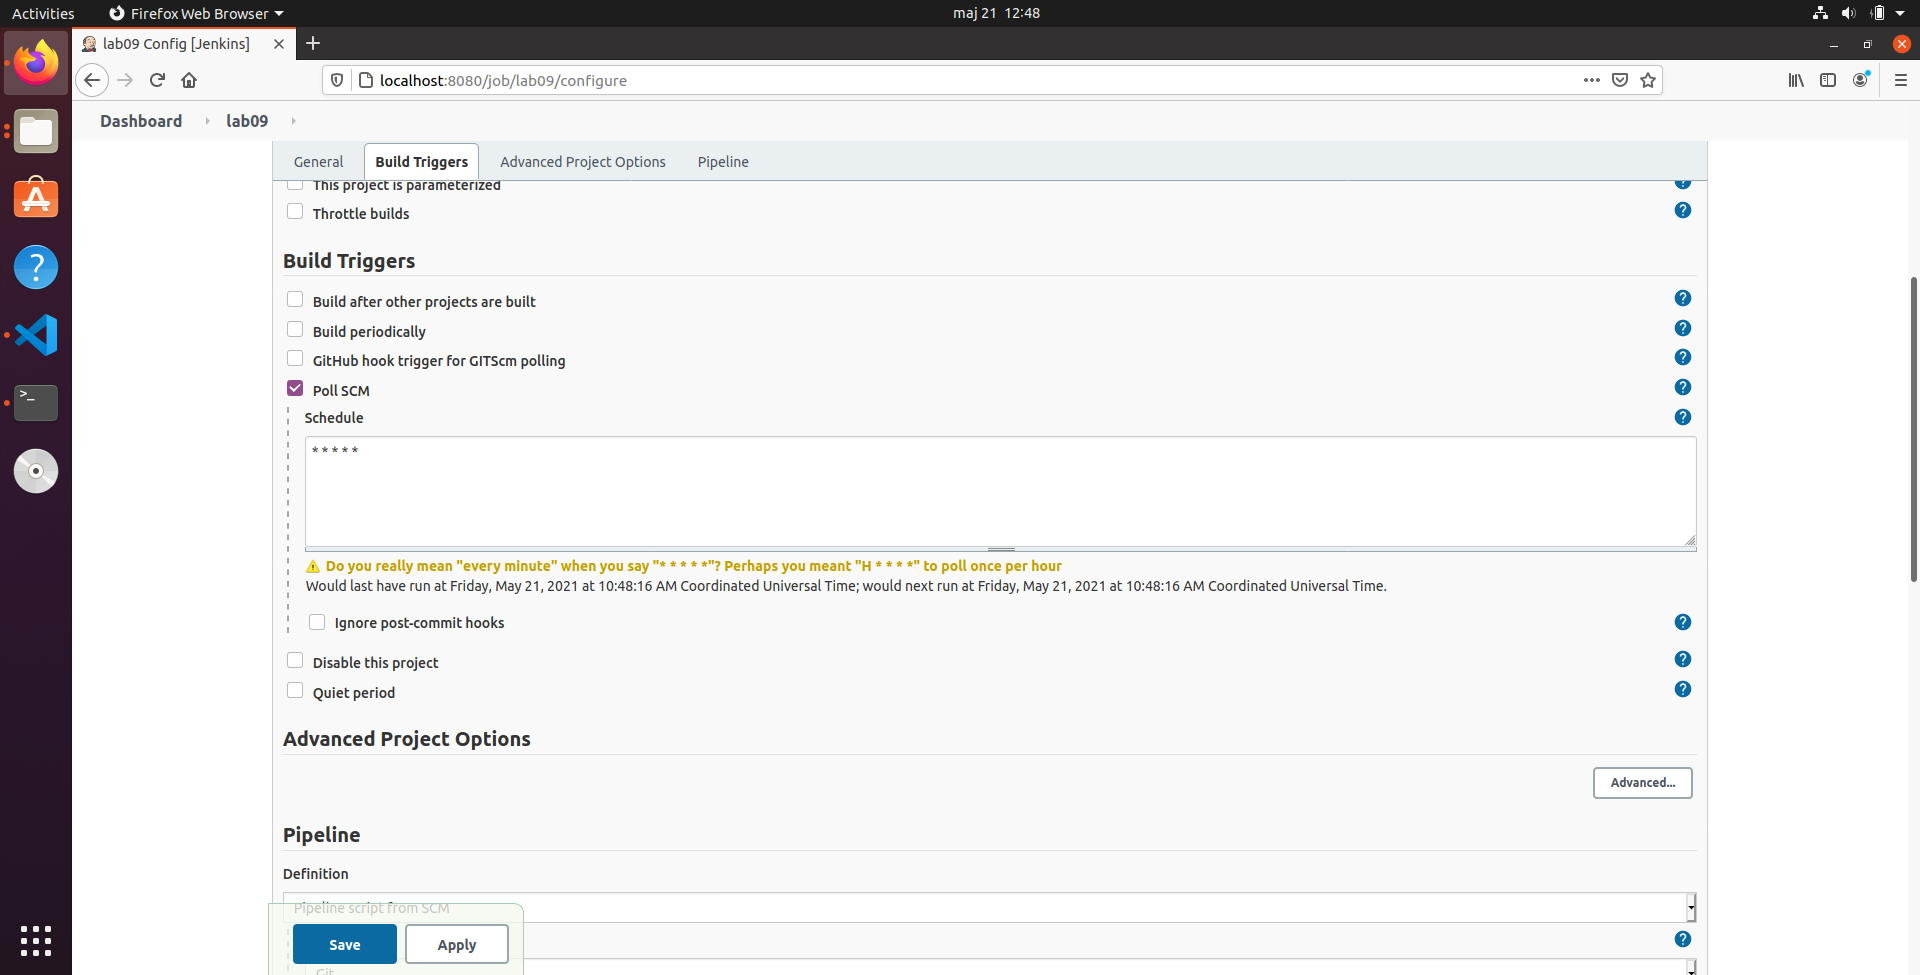 Activities
Firefox Web Browser
maj 21 12:48
lab09 Config [Jenkins]
localhost:8080/job/lab09/configure
Dashboard
lab09
General
Build Triggers
Advanced Project Options
Pipeline
This project is parameterized
Throttle builds
Build Triggers
Build after other projects are built
Build periodically
GitHub hook trigger for GITScm polling
Poll SCM
Schedule
* * * * *
Do you really mean "every minute" when you say "* * * * *"? Perhaps you meant "H * * * *" to poll once per hour
Would last have run at Friday, May 21, 2021 at 10:48:16 AM Coordinated Universal Time; would next run at Friday, May 21, 2021 at 10:48:16 AM Coordinated Universal Time.
Ignore post-commit hooks
Disable this project
Quiet period
Advanced Project Options
Advanced...
Pipeline
Definition
Pipeline script from SCM
Save
Apply
Git